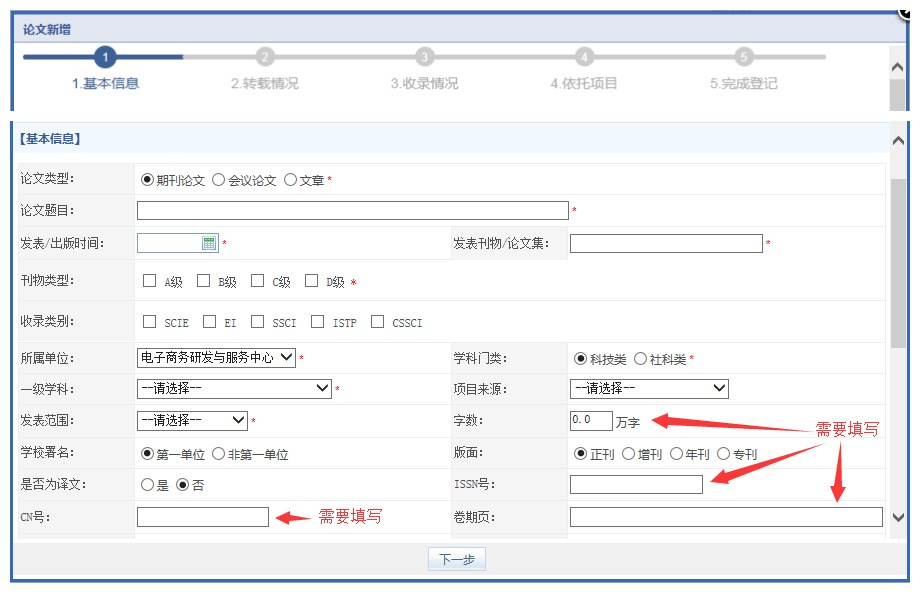 论文新增
1 2 3 4 5
1.基本信息 2.转载情况 3.收录情况 4.依托项目 5.完成登记
【基本信息】
论文类型: 期刊论文 会议论文 文章 *
论文题目: *
发表/出版时间: * 发表刊物/论文集: *
刊物类型: A级 B级 C级 D级 *
收录类别: SCIE EI SSCI ISTP CSSCI
所属单位: 电子商务研发与服务中心 * 学科门类: 科技类 社科类 *
一级学科: --请选择-- * 项目来源: --请选择--
发表范围: --请选择-- * 字数: 0.0 万字
需要填写
学校署名: 第一单位 非第一单位 版面: 正刊 增刊 年刊 专刊
是否为译文: 是 否 ISSN号:
CN号: 需要填写 卷期页:
下一步